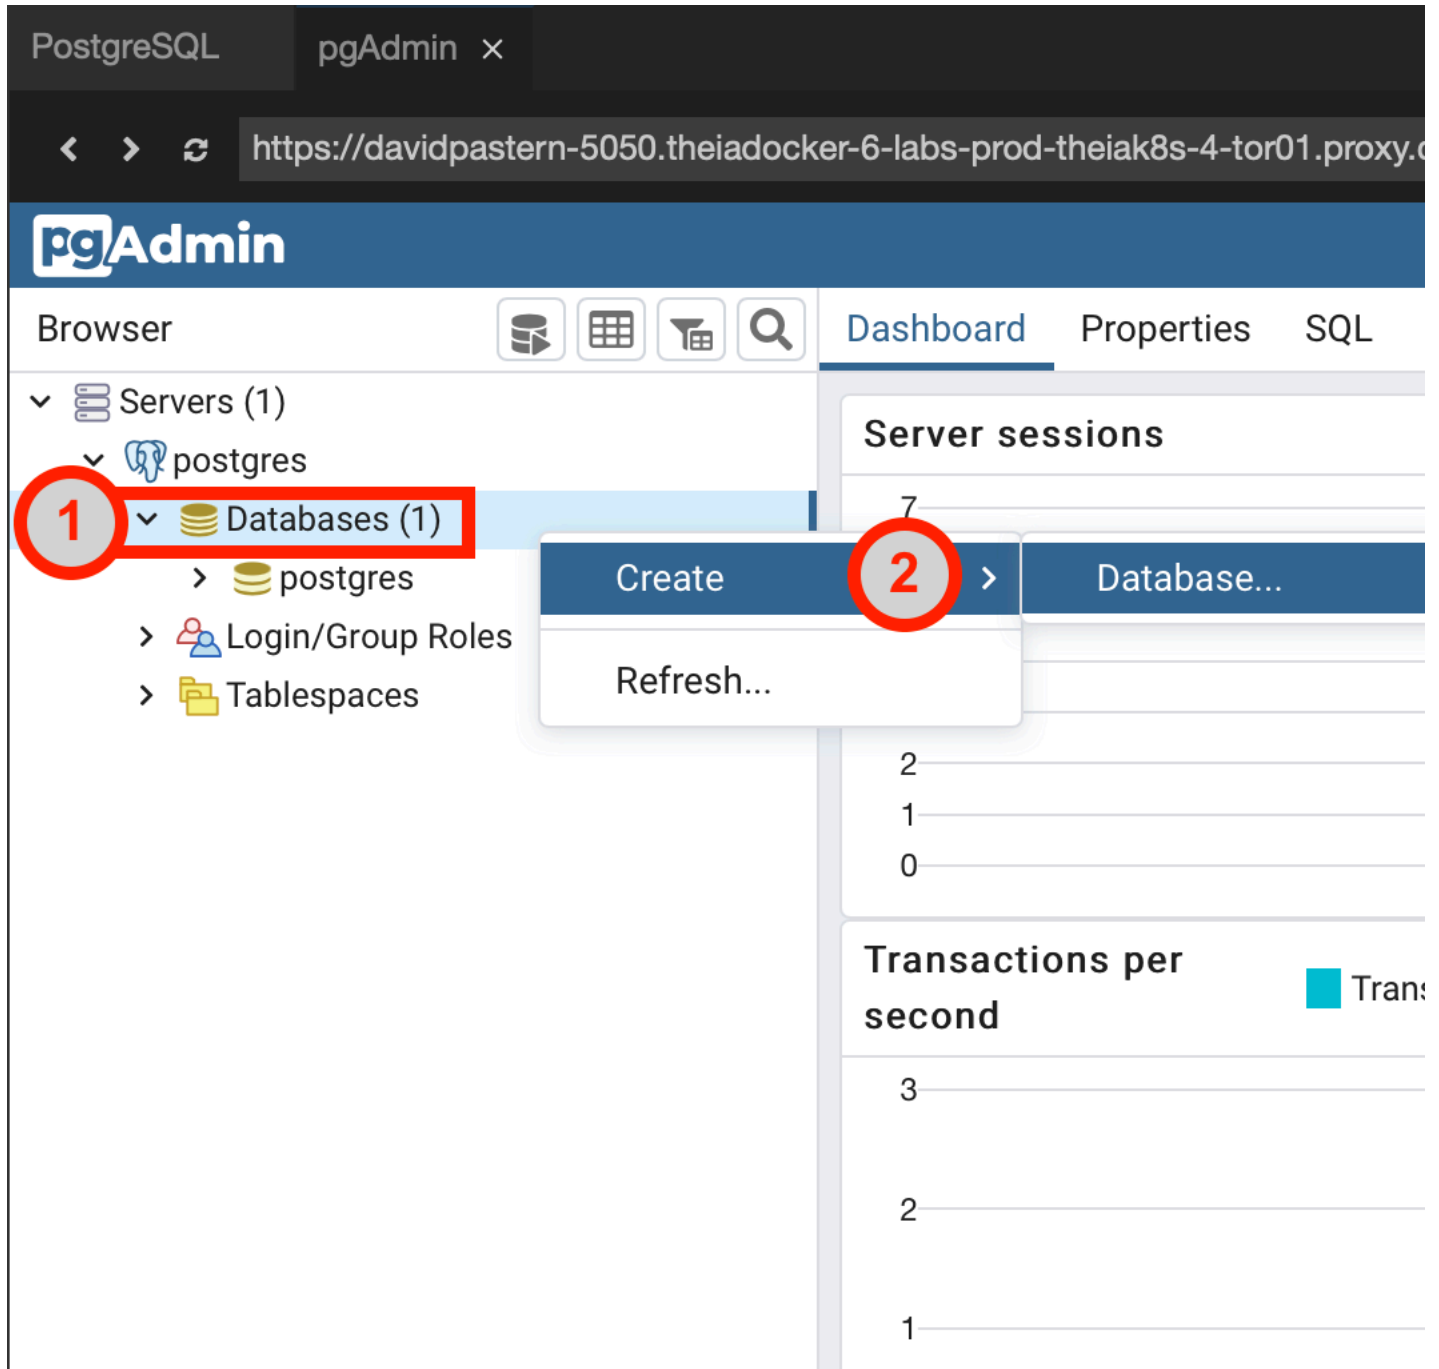 PostgreSQL
pgAdmin
https://davidpastern-5050.theiadocker-6-labs-prod-theiak8s-4-tor01.proxy.
pgAdmin
Browser
Dashboard Properties SQL
Servers (1)
postgres
1
Databases (1)
postgres
Login/Group Roles
Tablespaces
Create
2
Database...
Refresh...
Server sessions
7
2
1
0
Transactions per
second
Trans
3
2
1